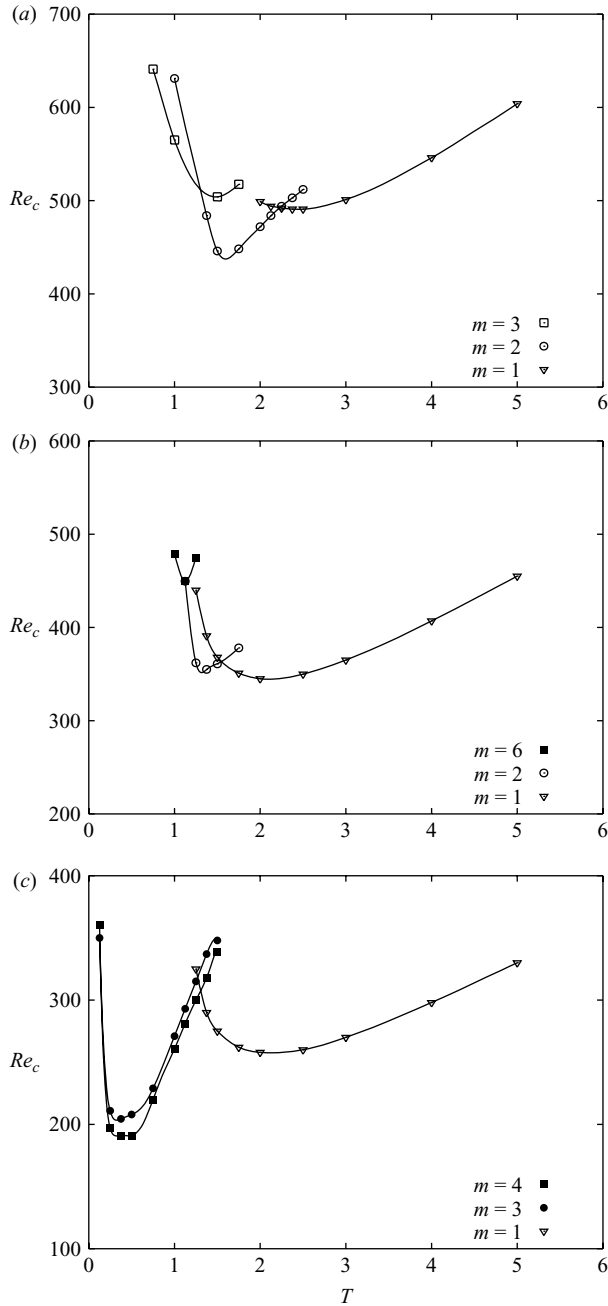 (a)
700
600
500
400
300
Re_c
m = 3
m = 2
m = 1
0 1 2 3 4 5 6
(b)
600
500
400
300
200
Re_c
m = 6
m = 2
m = 1
0 1 2 3 4 5 6
(c)
400
300
200
100
Re_c
m = 4
m = 3
m = 1
0 1 2 3 4 5 6
T